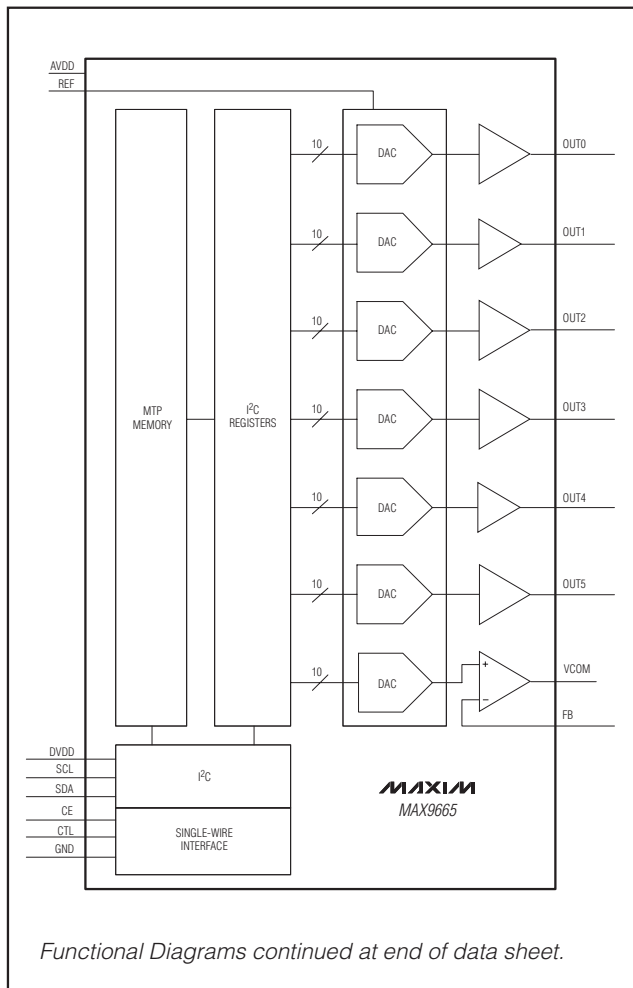 AVDD
REF
10
DAC
OUT0
10
DAC
OUT1
10
DAC
OUT2
MTP
MEMORY
I²C
REGISTERS
10
DAC
OUT3
10
DAC
OUT4
10
DAC
OUT5
10
DAC
+
−
VCOM
FB
DVDD
SCL
SDA
I²C
CE
CTL
GND
SINGLE-WIRE
INTERFACE
MAXIM
MAX9665
Functional Diagrams continued at end of data sheet.